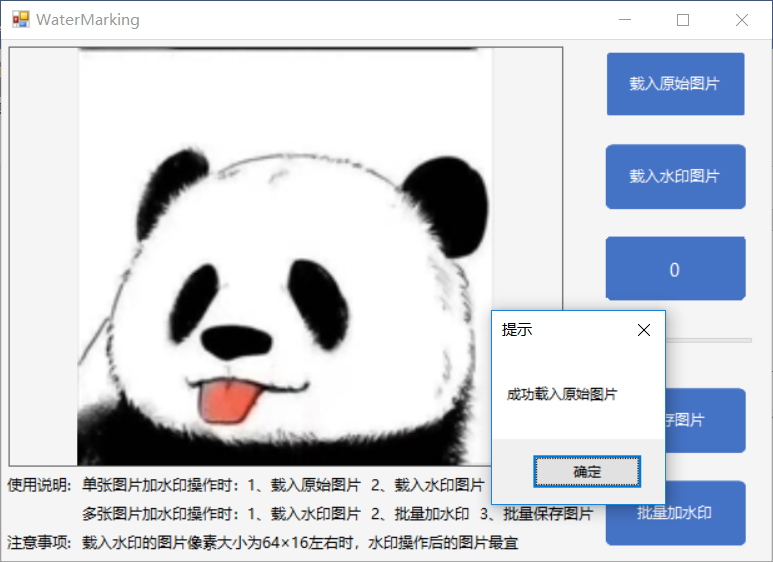 WaterMarking
载入原始图片
载入水印图片
0
提示
成功载入原始图片
确定
存图片
批量加水印
使用说明: 单张图片加水印操作时: 1、载入原始图片 2、载入水印图片
多张图片加水印操作时: 1、载入水印图片 2、批量加水印 3、批量保存图片
注意事项: 载入水印的图片像素大小为64×16左右时，水印操作后的图片最宜